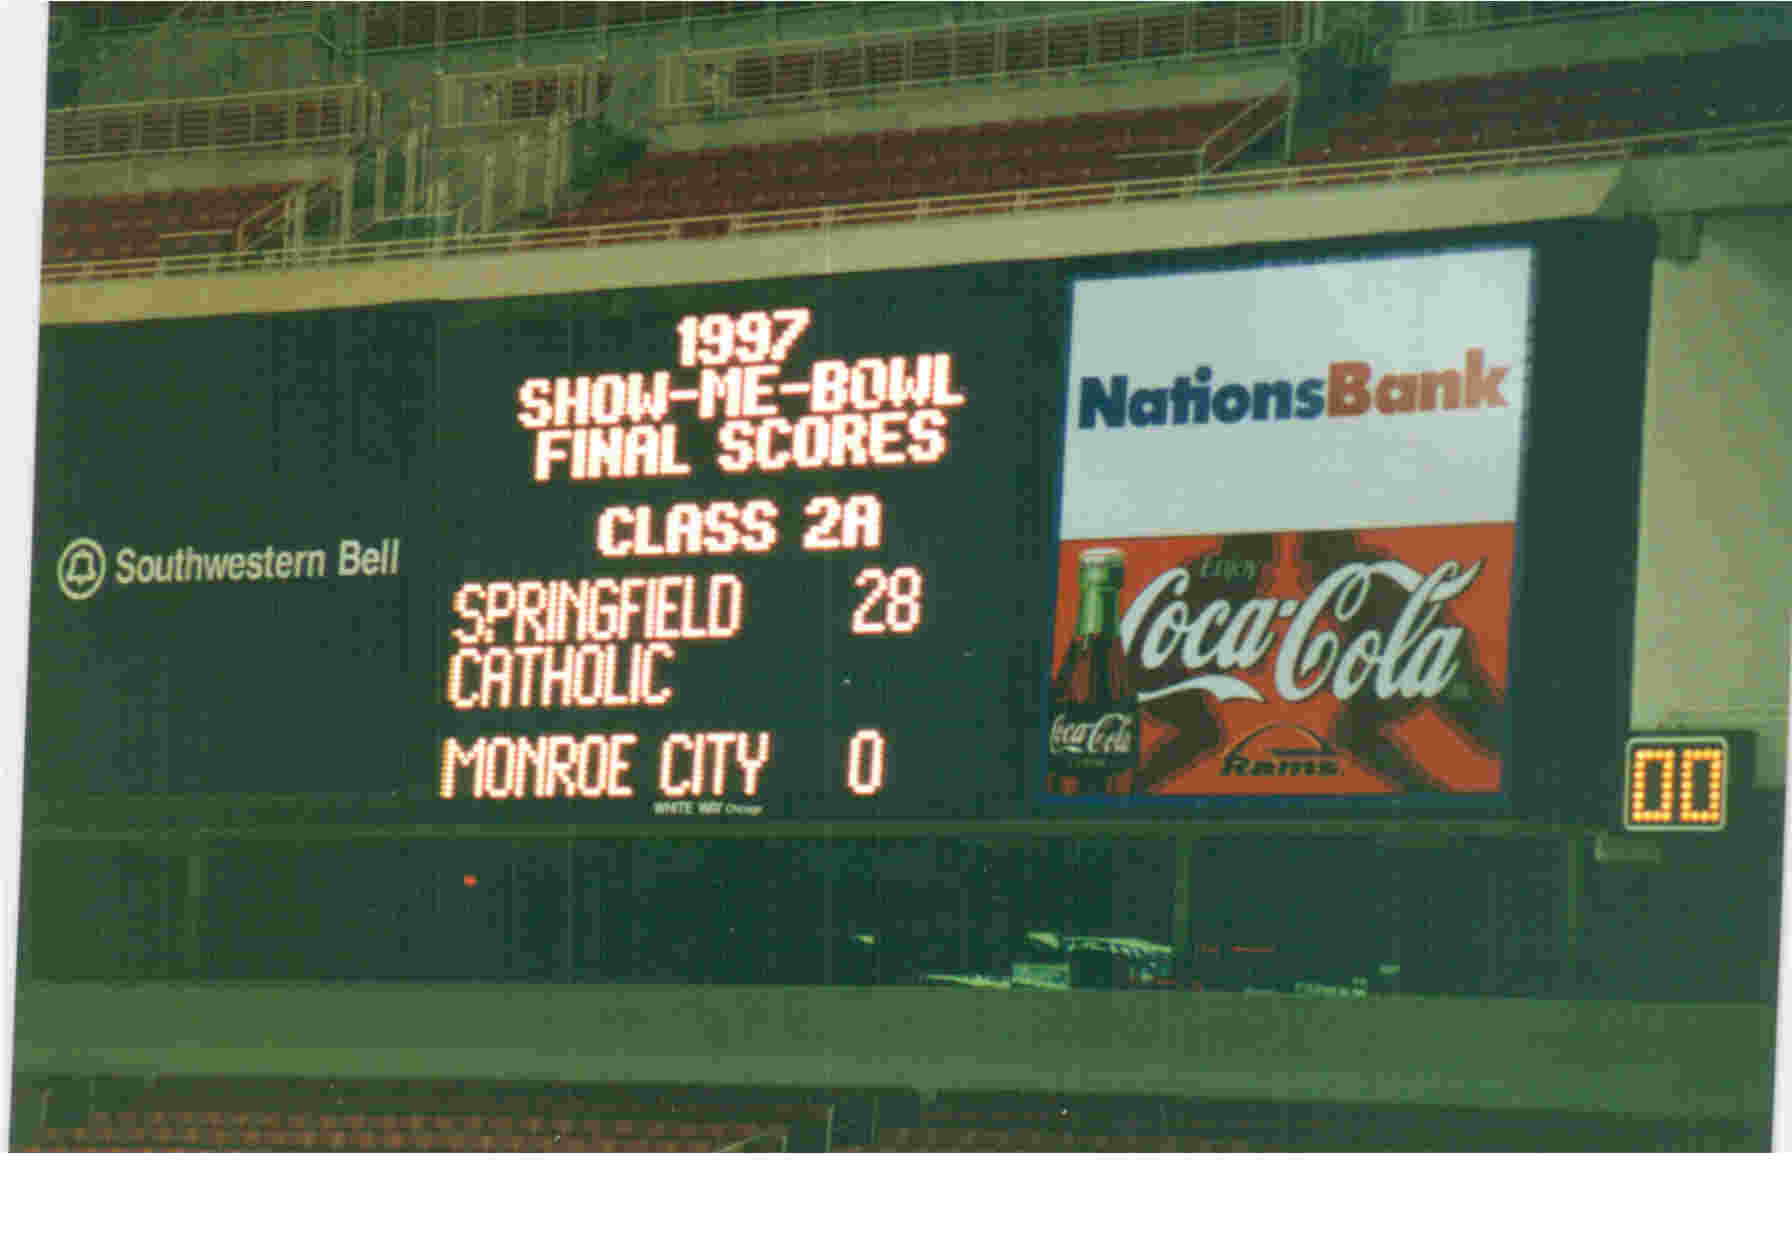 1997
SHOW-ME-BOWL
FINAL SCORES
CLASS 2A
SPRINGFIELD 28
CATHOLIC
MONROE CITY 0
WHITE WAY Chicago
Southwestern Bell
NationsBank
Enjoy
Coca-Cola
Coca-Cola
Rams
00